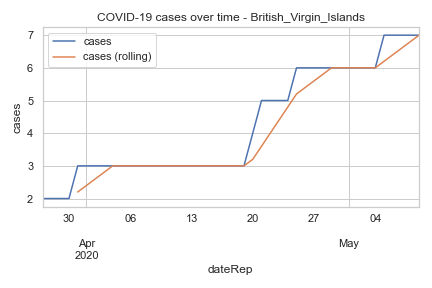 COVID-19 cases over time - British_Virgin_Islands
cases
cases (rolling)
7
6
5
4
3
2
cases
30
06
13
20
27
04
Apr
2020
May
dateRep